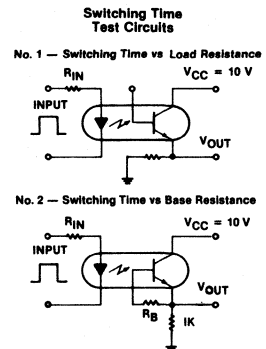 Switching Time
Test Circuits
No. 1 — Switching Time vs Load Resistance
RIN
VCC = 10 V
INPUT
VOUT
No. 2 — Switching Time vs Base Resistance
RIN
VCC = 10 V
INPUT
VOUT
RB
IK